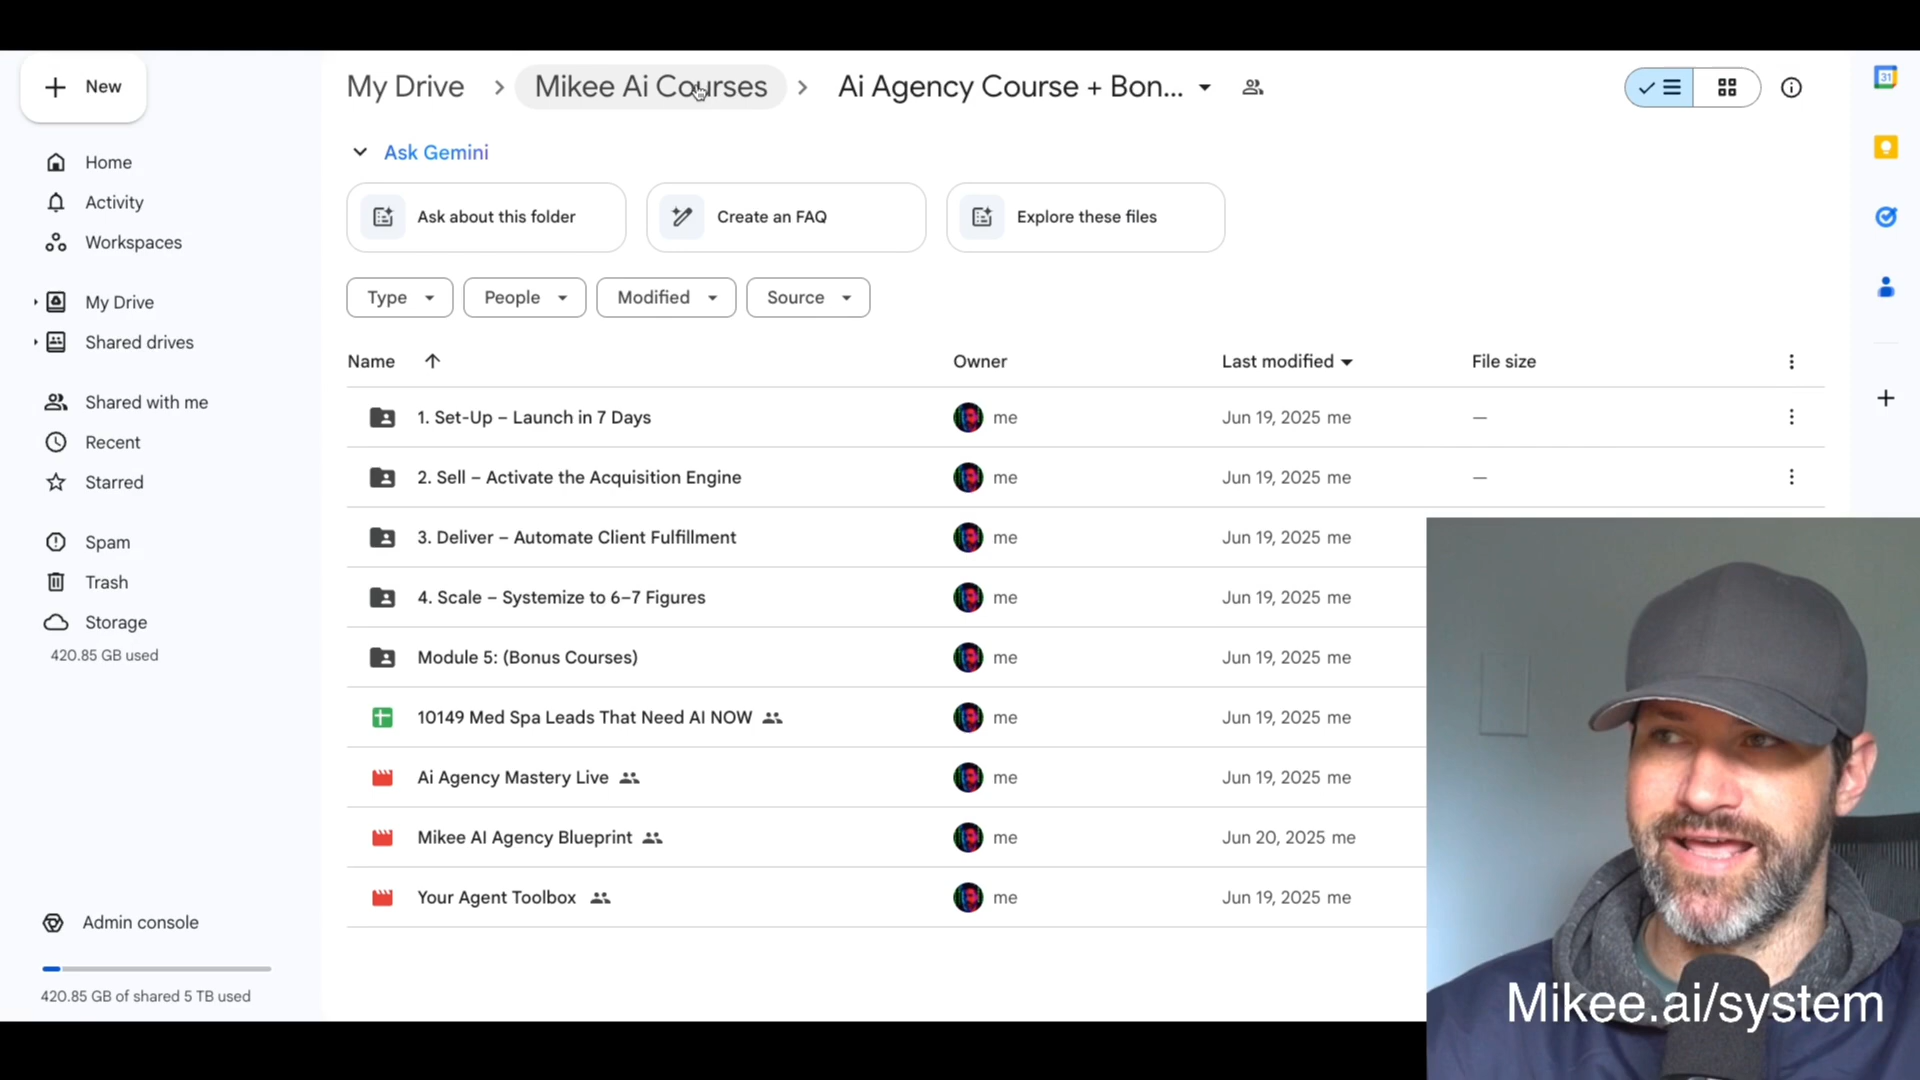 New
My Drive > Mikee Ai Courses > Ai Agency Course + Bon...
31
Ask Gemini
Ask about this folder
Create an FAQ
Explore these files
Type
People
Modified
Source
Home
Activity
Workspaces
My Drive
Shared drives
Shared with me
Recent
Starred
Spam
Trash
Storage
420.85 GB used
Admin console
420.85 GB of shared 5 TB used
Name Owner Last modified File size
1. Set-Up – Launch in 7 Days me Jun 19, 2025 me —
2. Sell – Activate the Acquisition Engine me Jun 19, 2025 me —
3. Deliver – Automate Client Fulfillment me Jun 19, 2025 me
4. Scale – Systemize to 6–7 Figures me Jun 19, 2025 me
Module 5: (Bonus Courses) me Jun 19, 2025 me
10149 Med Spa Leads That Need AI NOW me Jun 19, 2025 me
Ai Agency Mastery Live me Jun 19, 2025 me
Mikee AI Agency Blueprint me Jun 20, 2025 me
Your Agent Toolbox me Jun 19, 2025 me
Mikee.ai/system